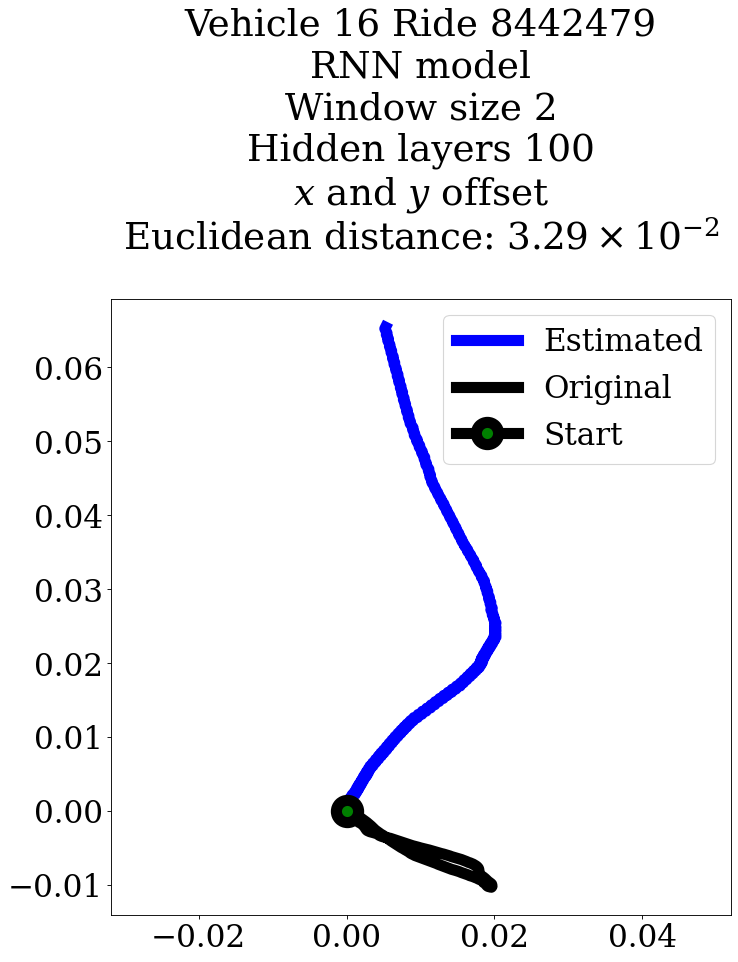 Vehicle 16 Ride 8442479
RNN model
Window size 2
Hidden layers 100
x and y offset
Euclidean distance: 3.29 × 10⁻²
Estimated
Original
Start
0.06
0.05
0.04
0.03
0.02
0.01
0.00
−0.01
−0.02 0.00 0.02 0.04